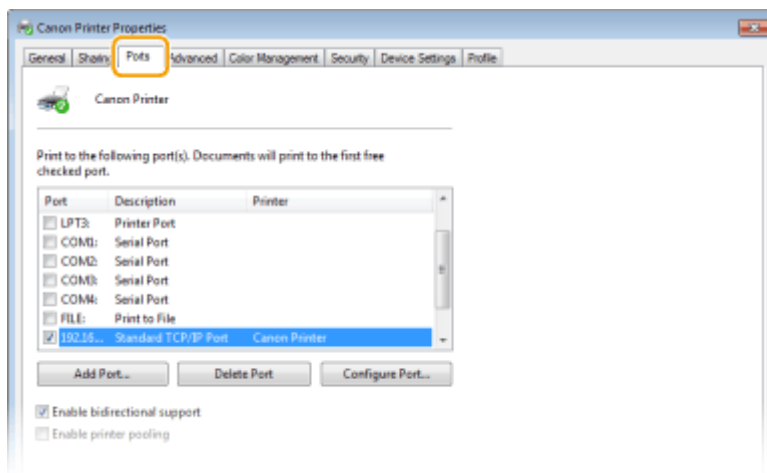 Canon Printer Properties
General Sharing Ports Advanced Color Management Security Device Settings Profile
Canon Printer
Print to the following port(s). Documents will print to the first free
checked port.
Port Description Printer
LPT3: Printer Port
COM1: Serial Port
COM2: Serial Port
COM3: Serial Port
COM4: Serial Port
FILE: Print to File
192.16... Standard TCP/IP Port Canon Printer
Add Port... Delete Port Configure Port...
Enable bidirectional support
Enable printer pooling